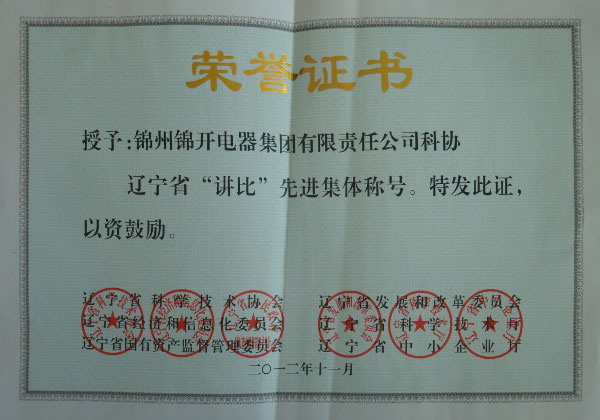 荣誉证书
授予：锦州锦开电器集团有限责任公司科协
辽宁省“讲比”先进集体称号。特发此证，
以资鼓励。
辽宁省科学技术协会 辽宁省发展和改革委员会
辽宁省经济和信息化委员会 辽宁省科学技术厅
辽宁省国有资产监督管理委员会 辽宁省中小企业厅
二〇一二年十一月